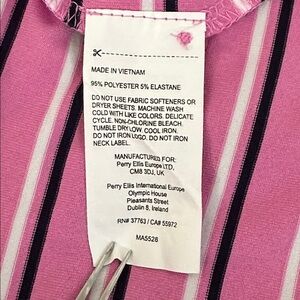 MADE IN VIETNAM
95% POLYESTER 5% ELASTANE
DO NOT USE FABRIC SOFTENERS OR
DRYER SHEETS. MACHINE WASH
COLD WITH LIKE COLORS. DELICATE
CYCLE. NON-CHLORINE BLEACH.
TUMBLE DRY LOW. COOL IRON.
DO NOT IRON LOGO. DO NOT IRON
NECK LABEL.
MANUFACTURED FOR:
Perry Ellis Europe LTD,
CM8 3DJ, UK
Perry Ellis International Europe
Olympic House
Pleasants Street
Dublin 8, Ireland
RN# 37763 / CA# 55972
MA5528